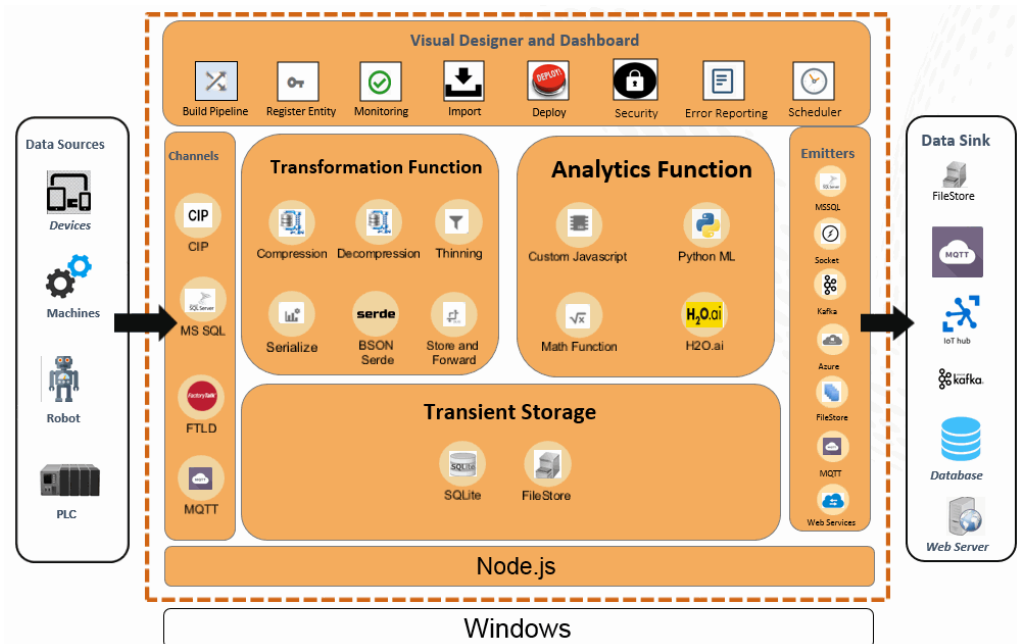 Visual Designer and Dashboard
DEPLOY!
Build Pipeline
Register Entity
Monitoring
Import
Deploy
Security
Error Reporting
Scheduler
Data Sources
Devices
Machines
Robot
PLC
Channels
CIP
CIP
SQL Server
MS SQL
FactoryTalk
FTLD
MQTT
MQTT
Transformation Function
Compression
Decompression
Thinning
Serialize
serde
BSON
Serde
Store and
Forward
Analytics Function
Custom Javascript
Python ML
√x
Math Function
H2O.ai
H2O.ai
Transient Storage
SQLite
SQLite
FileStore
Emitters
SQL Server
MSSQL
Socket
Kafka
Azure
FileStore
MQTT
Web Services
Data Sink
FileStore
MQTT
IoT hub
kafka
Database
Web Server
Node.js
Windows